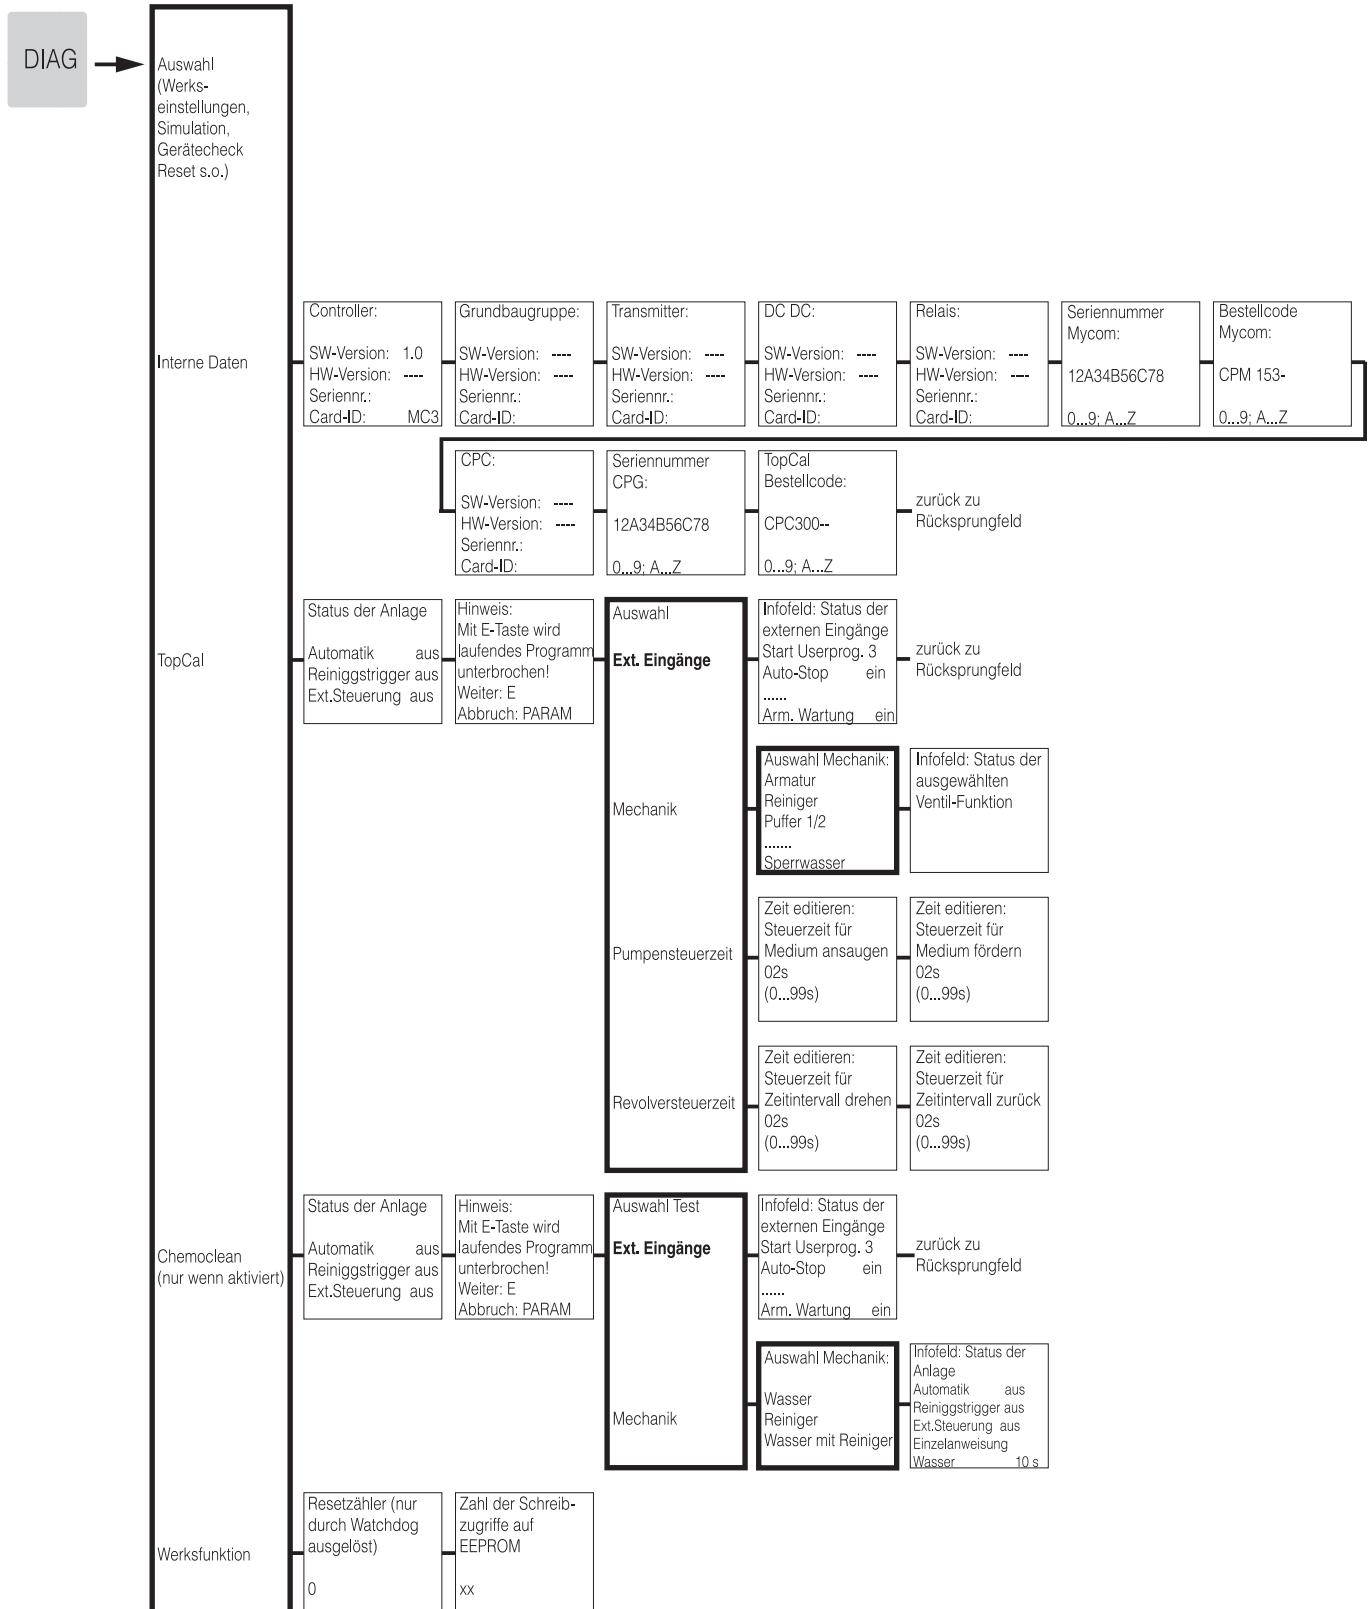 DIAG
Auswahl
(Werks-
einstellungen,
Simulation,
Gerätecheck
Reset s.o.)
Interne Daten
Controller:
SW-Version: 1.0
HW-Version: ----
Seriennr.:
Card-ID: MC3
Grundbaugruppe:
SW-Version: ----
HW-Version: ----
Seriennr.:
Card-ID:
Transmitter:
SW-Version: ----
HW-Version: ----
Seriennr.:
Card-ID:
DC DC:
SW-Version: ----
HW-Version: ----
Seriennr.:
Card-ID:
Relais:
SW-Version: ----
HW-Version: ----
Seriennr.:
Card-ID:
Seriennummer
Mycom:
12A34B56C78
0...9; A...Z
Bestellcode
Mycom:
CPM 153-
0...9; A...Z
CPC:
SW-Version: ----
HW-Version: ----
Seriennr.:
Card-ID:
Seriennummer
CPG:
12A34B56C78
0...9; A...Z
TopCal
Bestellcode:
CPC300--
0...9; A...Z
zurück zu
Rücksprungfeld
TopCal
Status der Anlage
Automatik aus
Reiniggstrigger aus
Ext.Steuerung aus
Hinweis:
Mit E-Taste wird
laufendes Programm
unterbrochen!
Weiter: E
Abbruch: PARAM
Auswahl
Ext. Eingänge
Infofeld: Status der
externen Eingänge
Start Userprog. 3
Auto-Stop ein
......
Arm. Wartung ein
zurück zu
Rücksprungfeld
Mechanik
Auswahl Mechanik:
Armatur
Reiniger
Puffer 1/2
.......
Sperrwasser
Infofeld: Status der
ausgewählten
Ventil-Funktion
Pumpensteuerzeit
Zeit editieren:
Steuerzeit für
Medium ansaugen
02s
(0...99s)
Zeit editieren:
Steuerzeit für
Medium fördern
02s
(0...99s)
Revolversteuerzeit
Zeit editieren:
Steuerzeit für
Zeitintervall drehen
02s
(0...99s)
Zeit editieren:
Steuerzeit für
Zeitintervall zurück
02s
(0...99s)
Chemoclean
(nur wenn aktiviert)
Status der Anlage
Automatik aus
Reiniggstrigger aus
Ext.Steuerung aus
Hinweis:
Mit E-Taste wird
laufendes Programm
unterbrochen!
Weiter: E
Abbruch: PARAM
Auswahl Test
Ext. Eingänge
Infofeld: Status der
externen Eingänge
Start Userprog. 3
Auto-Stop ein
......
Arm. Wartung ein
zurück zu
Rücksprungfeld
Mechanik
Auswahl Mechanik:
Wasser
Reiniger
Wasser mit Reiniger
Infofeld: Status der
Anlage
Automatik aus
Reiniggstrigger aus
Ext.Steuerung aus
Einzelanweisung
Wasser 10 s
Werksfunktion
Resetzähler (nur
durch Watchdog
ausgelöst)
0
Zahl der Schreib-
zugriffe auf
EEPROM
xx